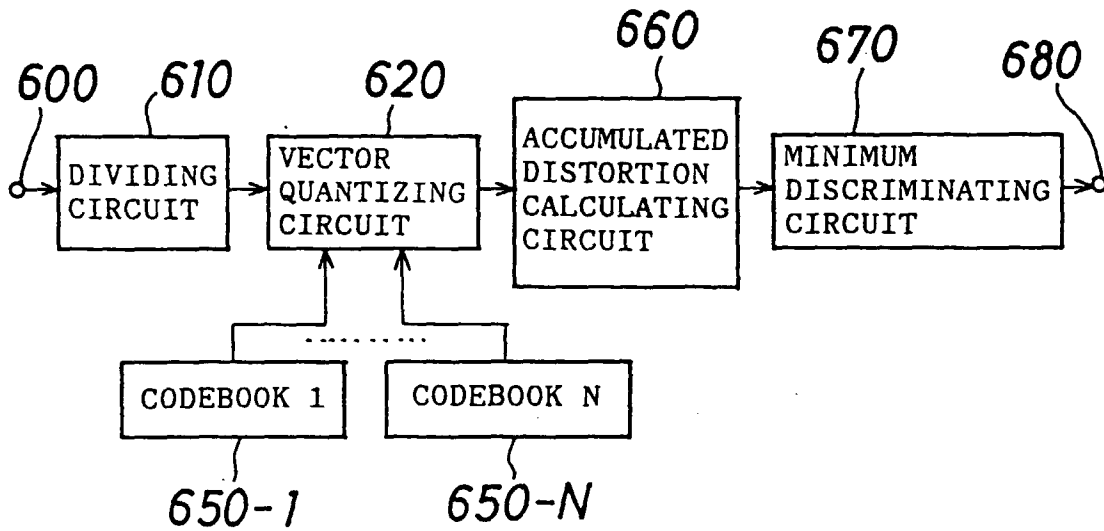 600
610
620
660
670
680
DIVIDING
CIRCUIT
VECTOR
QUANTIZING
CIRCUIT
ACCUMULATED
DISTORTION
CALCULATING
CIRCUIT
MINIMUM
DISCRIMINATING
CIRCUIT
CODEBOOK 1
CODEBOOK N
650-1
650-N